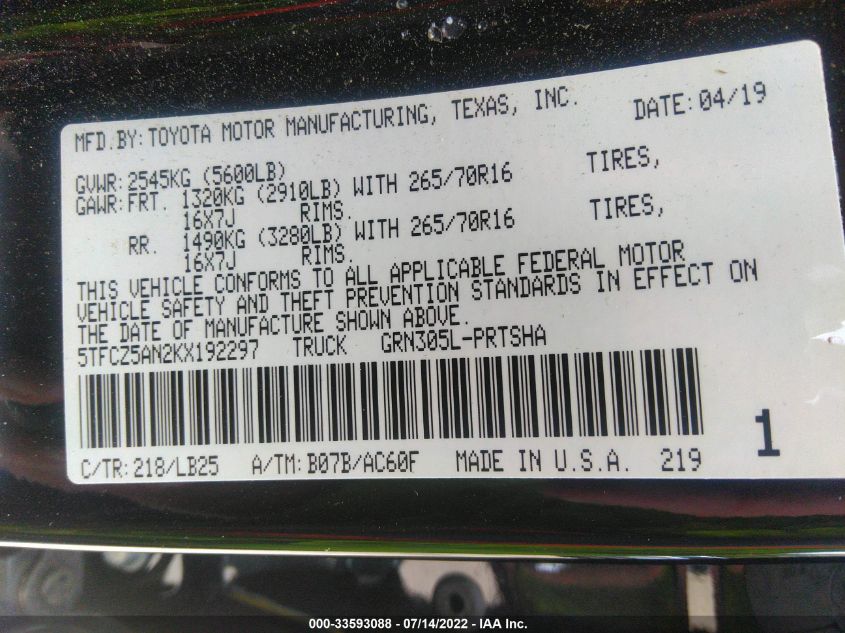 MFD.BY:TOYOTA MOTOR MANUFACTURING, TEXAS, INC. DATE:04/19
GVWR:2545KG (5600LB)
GAWR:FRT. 1320KG (2910LB) WITH 265/70R16 TIRES,
16X7J RIMS.
RR. 1490KG (3280LB) WITH 265/70R16 TIRES,
16X7J RIMS.
THIS VEHICLE CONFORMS TO ALL APPLICABLE FEDERAL MOTOR
VEHICLE SAFETY AND THEFT PREVENTION STANDARDS IN EFFECT ON
THE DATE OF MANUFACTURE SHOWN ABOVE.
5TFCZ5AN2KX192297 TRUCK GRN305L-PRTSHA
1
C/TR:218/LB25 A/TM:B07B/AC60F MADE IN U.S.A. 219
000-33593088 - 07/14/2022 - IAA Inc.